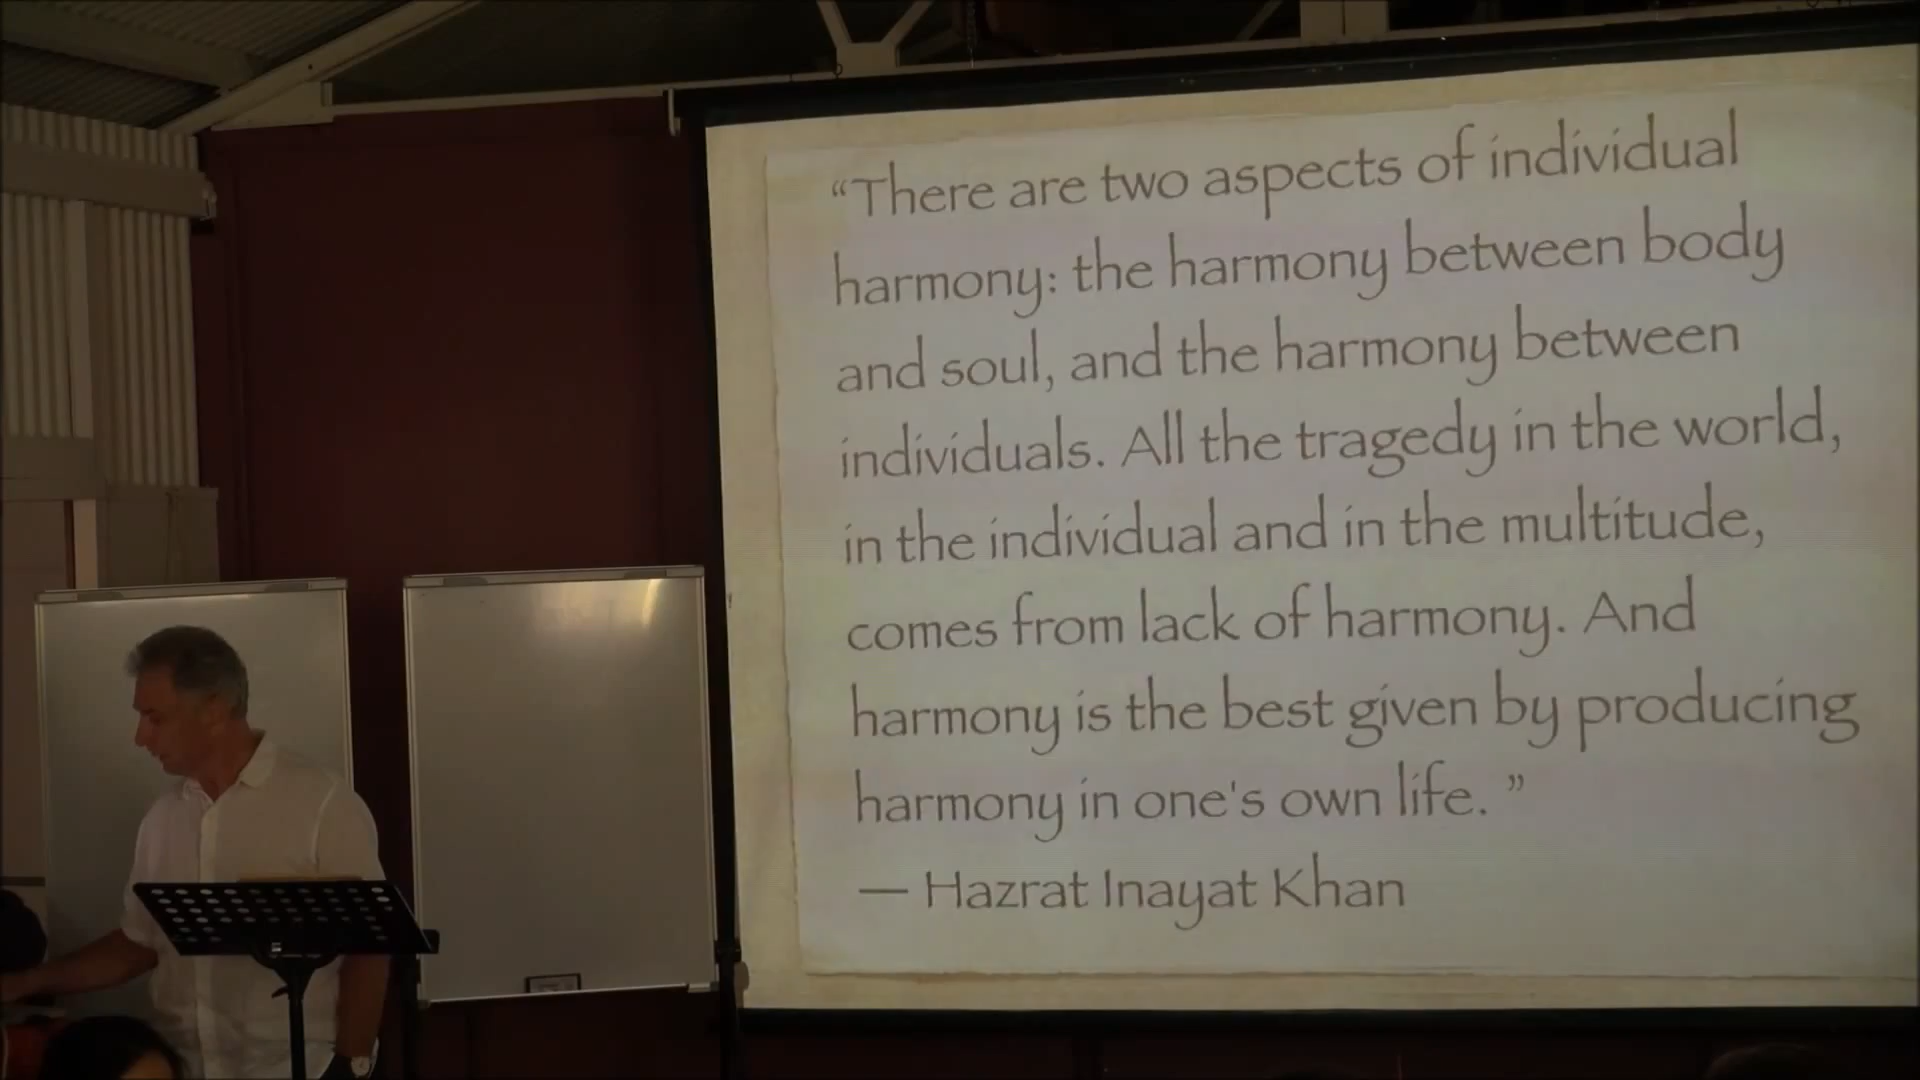 “There are two aspects of individual
harmony: the harmony between body
and soul, and the harmony between
individuals. All the tragedy in the world,
in the individual and in the multitude,
comes from lack of harmony. And
harmony is the best given by producing
harmony in one's own life. ”
— Hazrat Inayat Khan